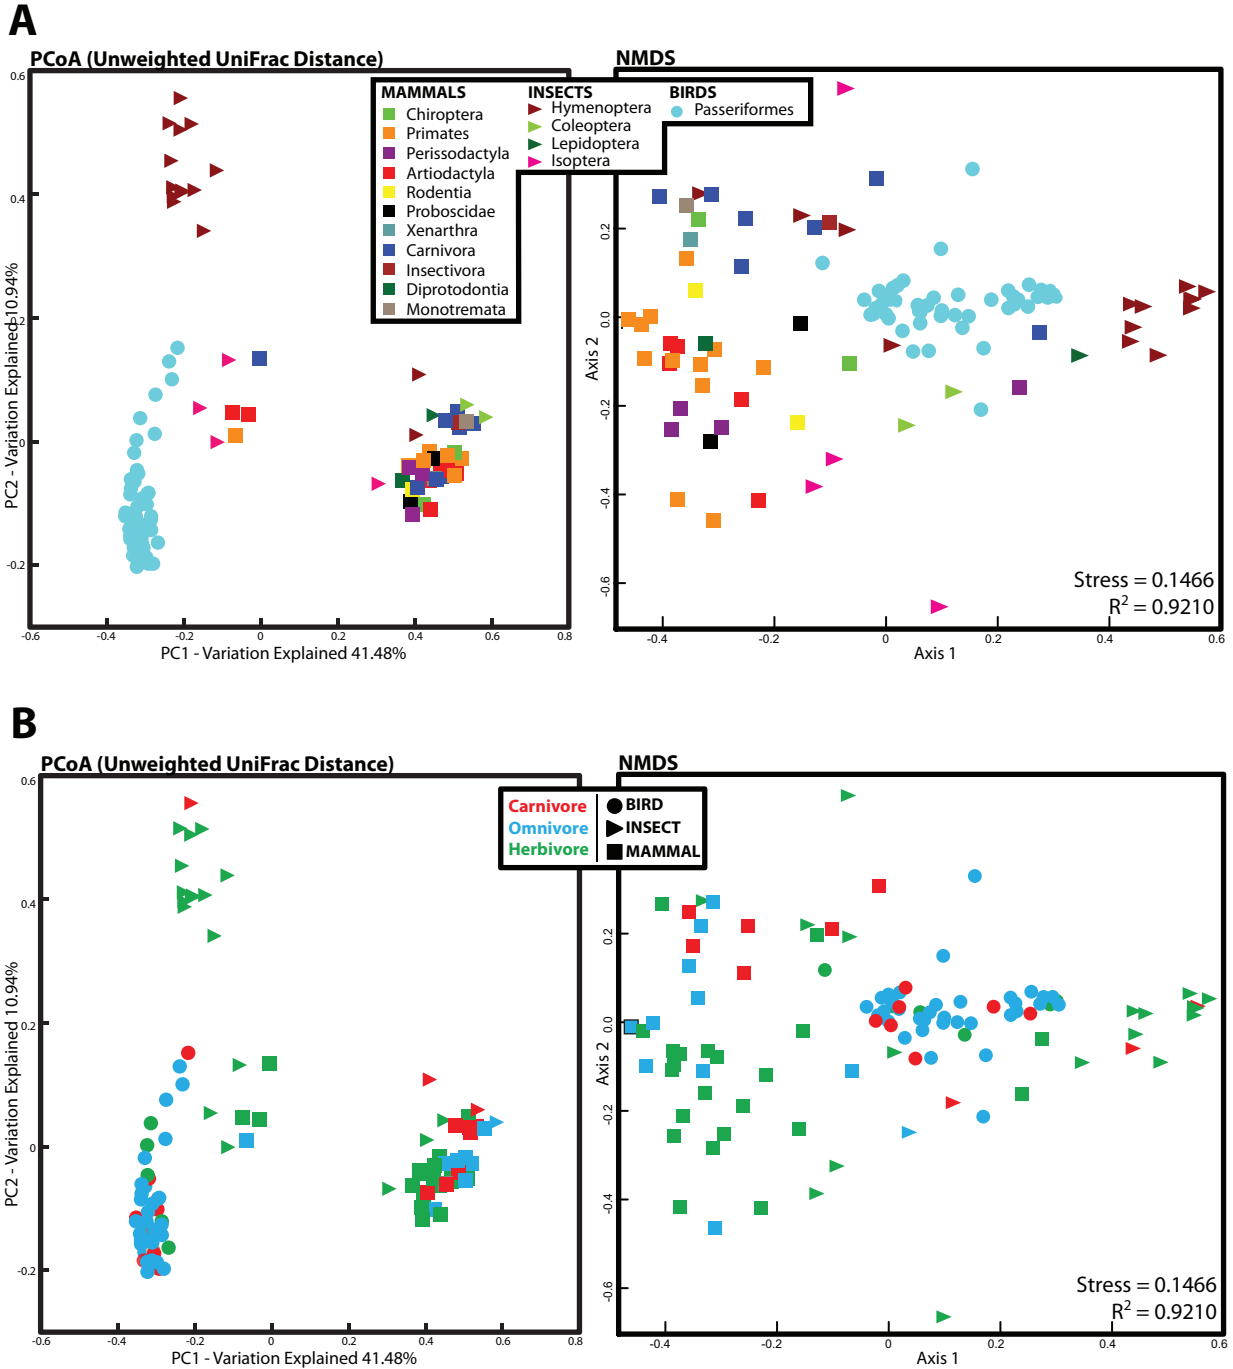 A
PCoA (Unweighted UniFrac Distance)
NMDS
MAMMALS
Chiroptera
Primates
Perissodactyla
Artiodactyla
Rodentia
Proboscidae
Xenarthra
Carnivora
Insectivora
Diprotodontia
Monotremata
INSECTS
Hymenoptera
Coleoptera
Lepidoptera
Isoptera
BIRDS
Passeriformes
0.6
0.4
0.2
0
-0.2
PC2 - Variation Explained 10.94%
-0.6
-0.4
-0.2
0
0.2
0.4
0.6
0.8
PC1 - Variation Explained 41.48%
0.2
0.0
-0.2
-0.4
-0.6
Axis 2
Stress = 0.1466
R² = 0.9210
-0.4
-0.2
0
0.2
0.4
0.6
Axis 1
B
PCoA (Unweighted UniFrac Distance)
NMDS
Carnivore
Omnivore
Herbivore
BIRD
INSECT
MAMMAL
0.6
0.4
0.2
0
-0.2
PC2 - Variation Explained 10.94%
-0.6
-0.4
-0.2
0
0.2
0.4
0.6
0.8
PC1 - Variation Explained 41.48%
0.2
0.0
-0.2
-0.4
-0.6
Axis 2
Stress = 0.1466
R² = 0.9210
-0.4
-0.2
0
0.2
0.4
0.6
Axis 1